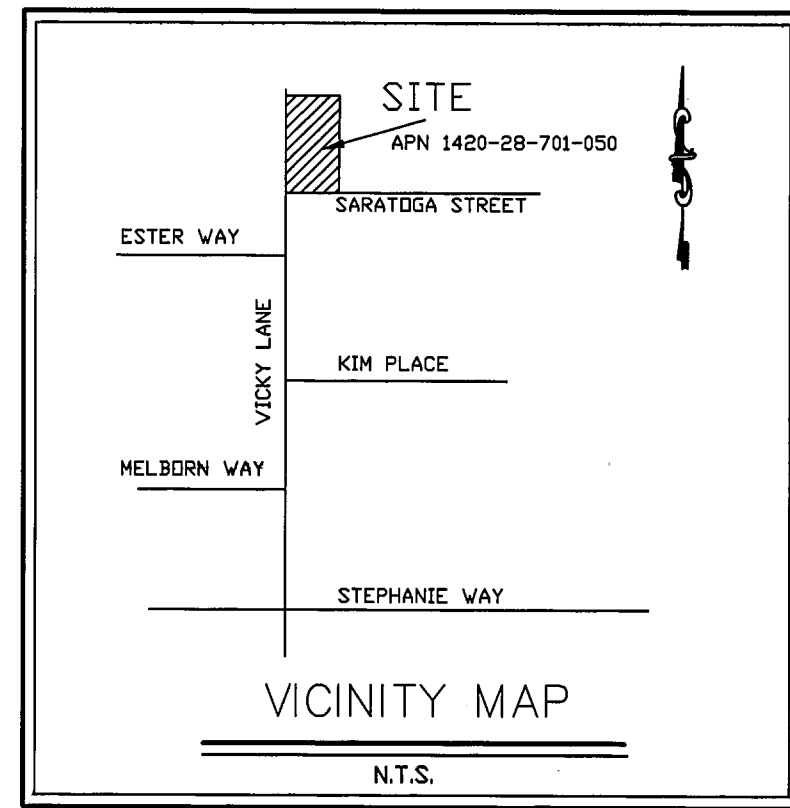 SITE
APN 1420-28-701-050
SARATOGA STREET
ESTER WAY
VICKY LANE
KIM PLACE
MELBORN WAY
STEPHANIE WAY
VICINITY MAP
N.T.S.